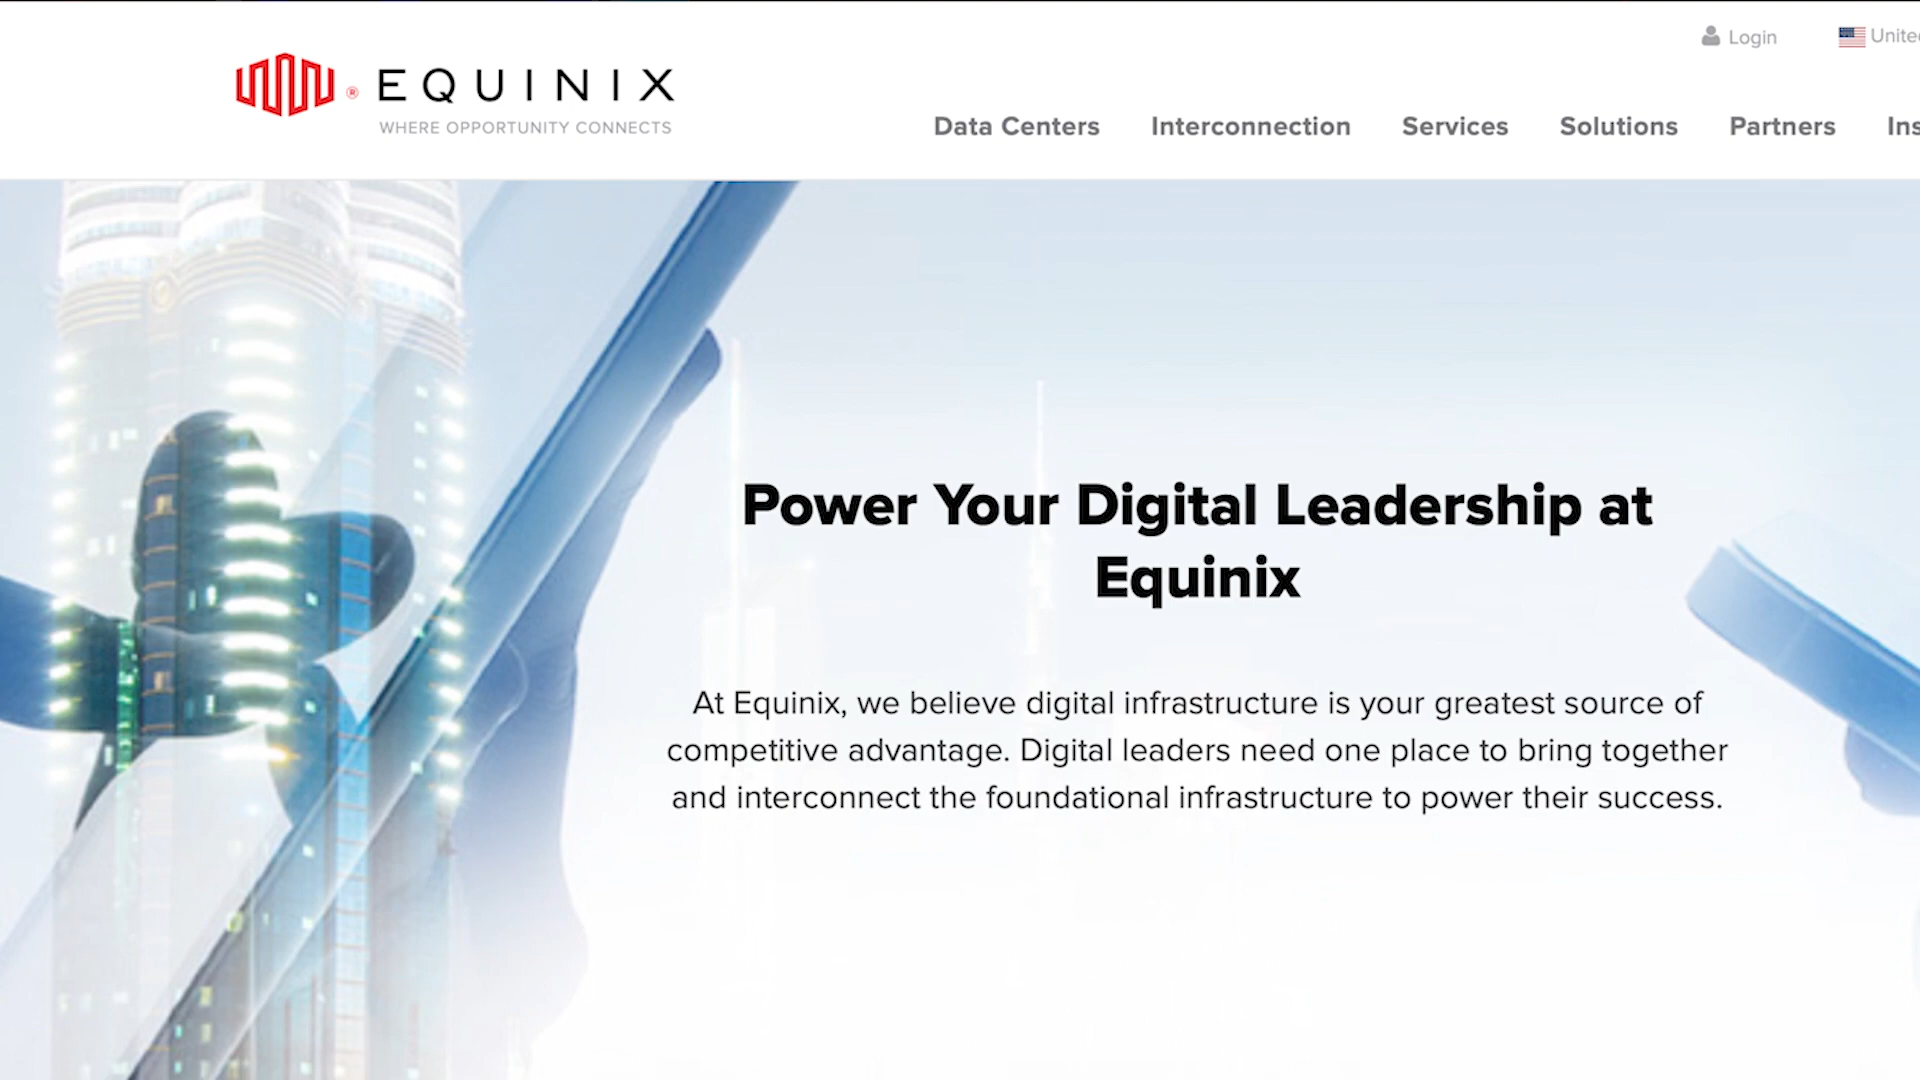 Login
EQUINIX
WHERE OPPORTUNITY CONNECTS
Data Centers Interconnection Services Solutions Partners
Power Your Digital Leadership at
Equinix
At Equinix, we believe digital infrastructure is your greatest source of
competitive advantage. Digital leaders need one place to bring together
and interconnect the foundational infrastructure to power their success.